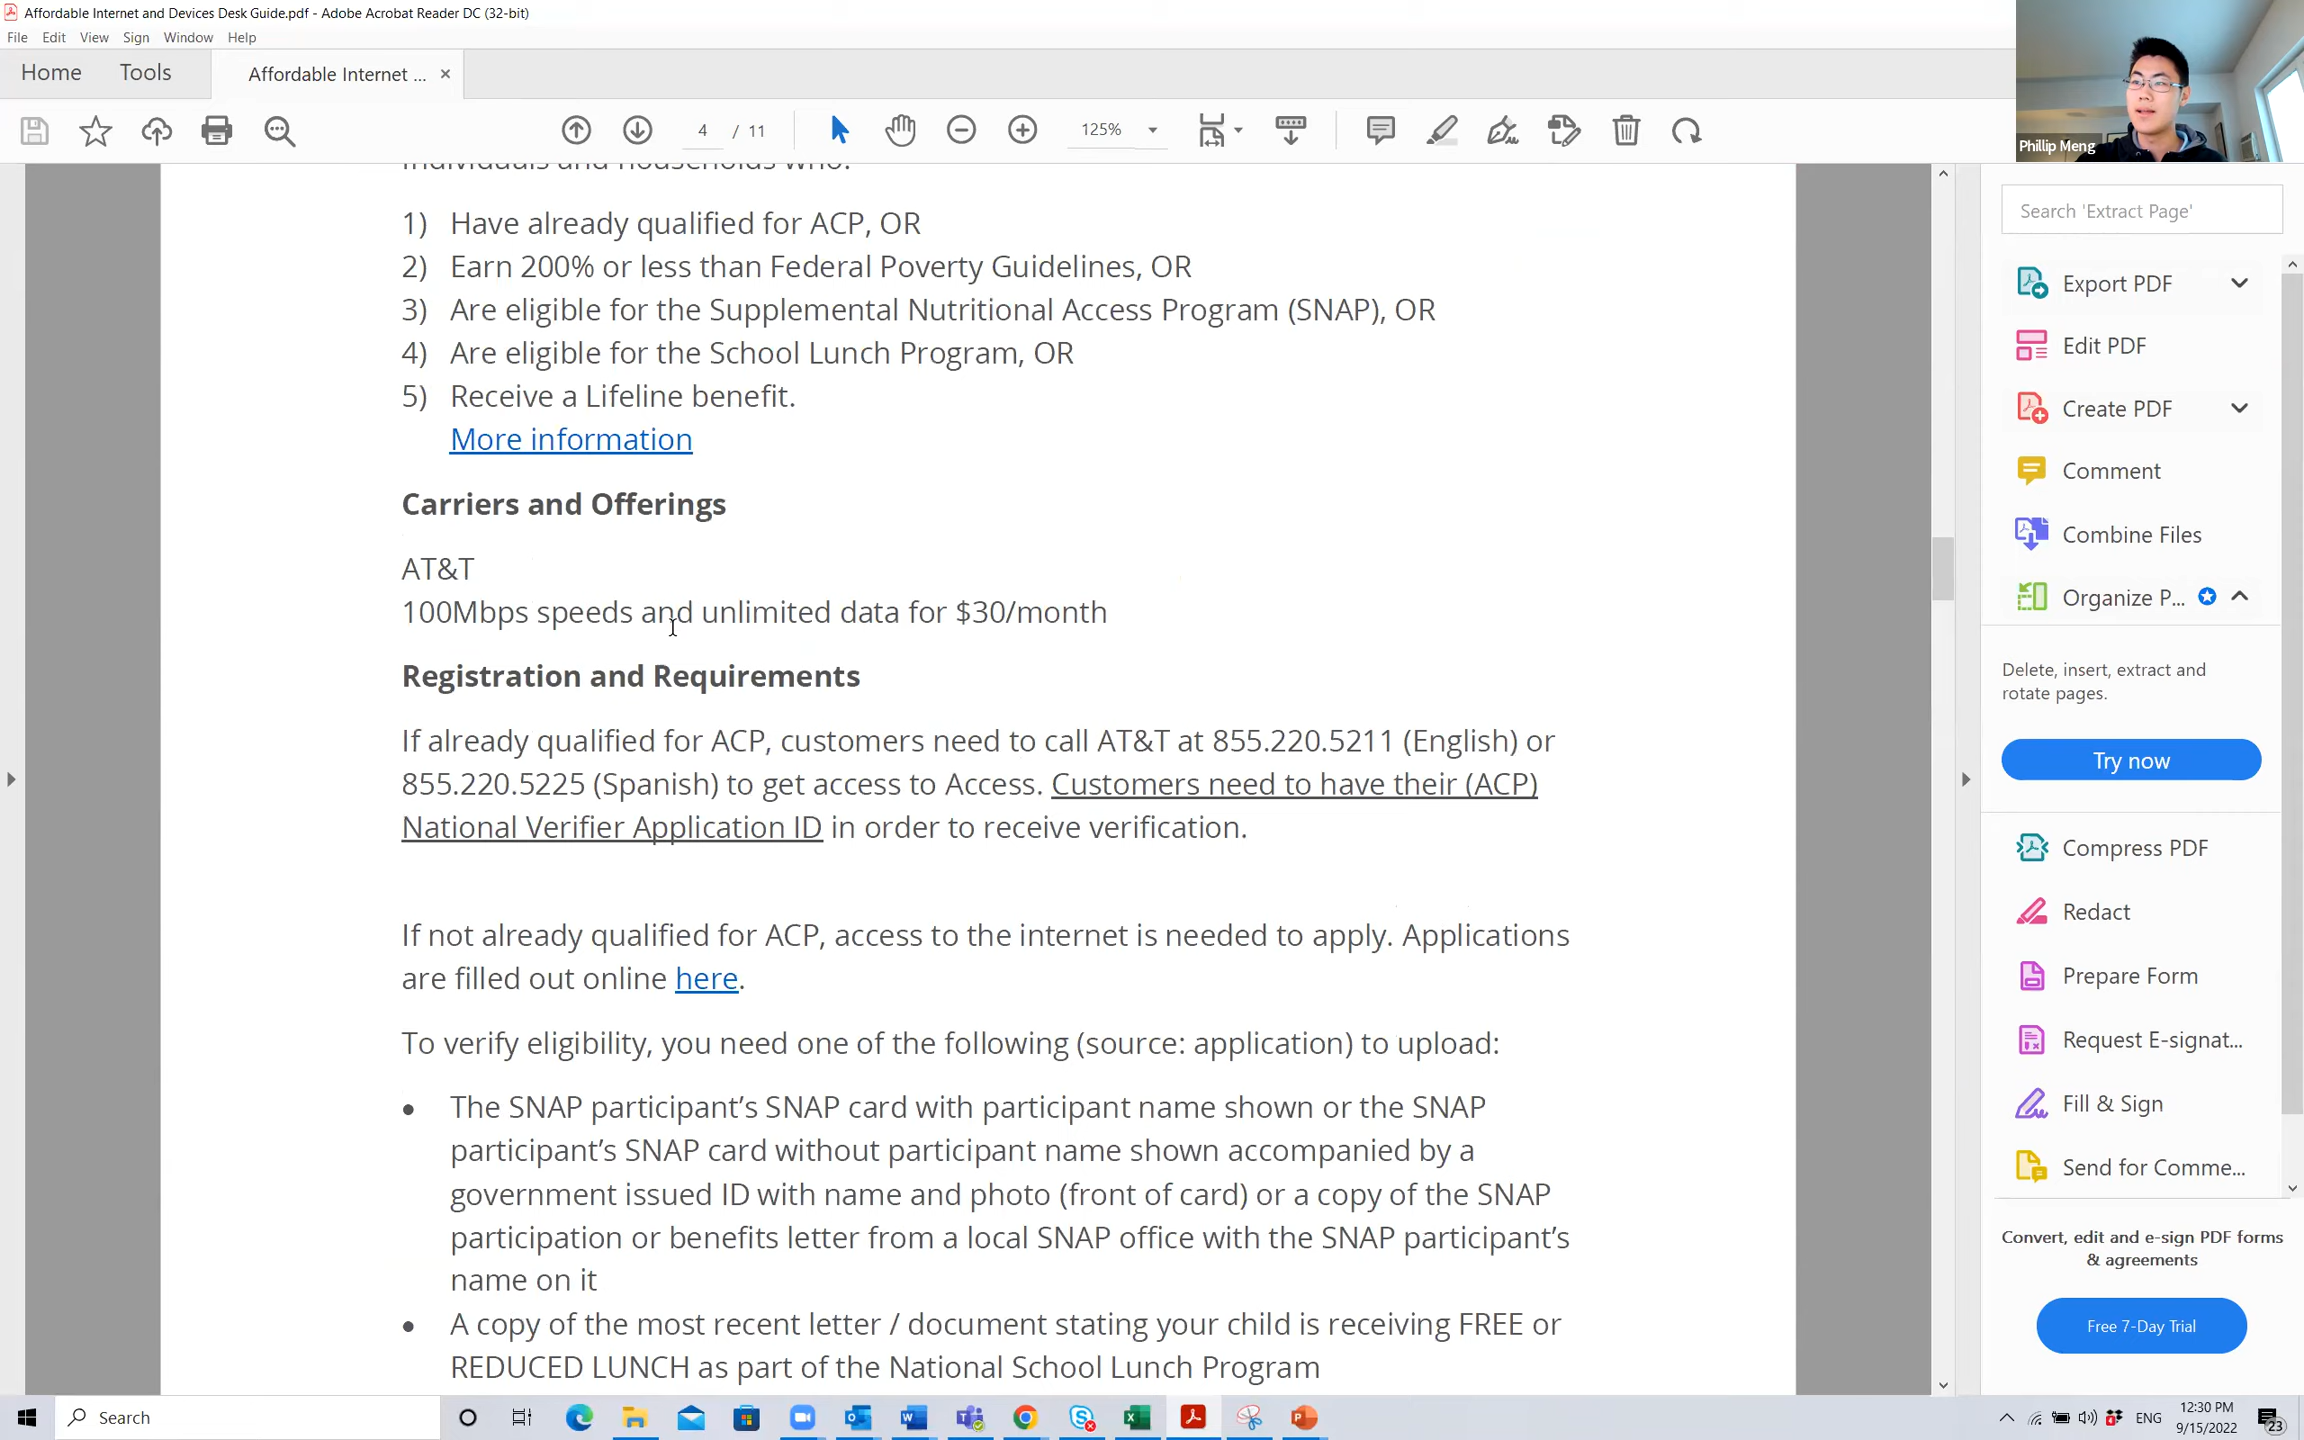 Affordable Internet and Devices Desk Guide.pdf - Adobe Acrobat Reader DC (32-bit)
File Edit View Sign Window Help
Home Tools Affordable Internet ... ×
4 / 11 125%
Phillip Meng
Individuals and households who:
1) Have already qualified for ACP, OR
2) Earn 200% or less than Federal Poverty Guidelines, OR
3) Are eligible for the Supplemental Nutritional Access Program (SNAP), OR
4) Are eligible for the School Lunch Program, OR
5) Receive a Lifeline benefit.
More information
Carriers and Offerings
AT&T
100Mbps speeds and unlimited data for $30/month
Registration and Requirements
If already qualified for ACP, customers need to call AT&T at 855.220.5211 (English) or
855.220.5225 (Spanish) to get access to Access. Customers need to have their (ACP)
National Verifier Application ID in order to receive verification.
If not already qualified for ACP, access to the internet is needed to apply. Applications
are filled out online here.
To verify eligibility, you need one of the following (source: application) to upload:
• The SNAP participant's SNAP card with participant name shown or the SNAP
participant's SNAP card without participant name shown accompanied by a
government issued ID with name and photo (front of card) or a copy of the SNAP
participation or benefits letter from a local SNAP office with the SNAP participant's
name on it
• A copy of the most recent letter / document stating your child is receiving FREE or
REDUCED LUNCH as part of the National School Lunch Program
Search 'Extract Page'
Export PDF
Edit PDF
Create PDF
Comment
Combine Files
Organize P...
Delete, insert, extract and
rotate pages.
Try now
Compress PDF
Redact
Prepare Form
Request E-signat...
Fill & Sign
Send for Comme...
Convert, edit and e-sign PDF forms
& agreements
Free 7-Day Trial
Search
ENG
12:30 PM
9/15/2022
23